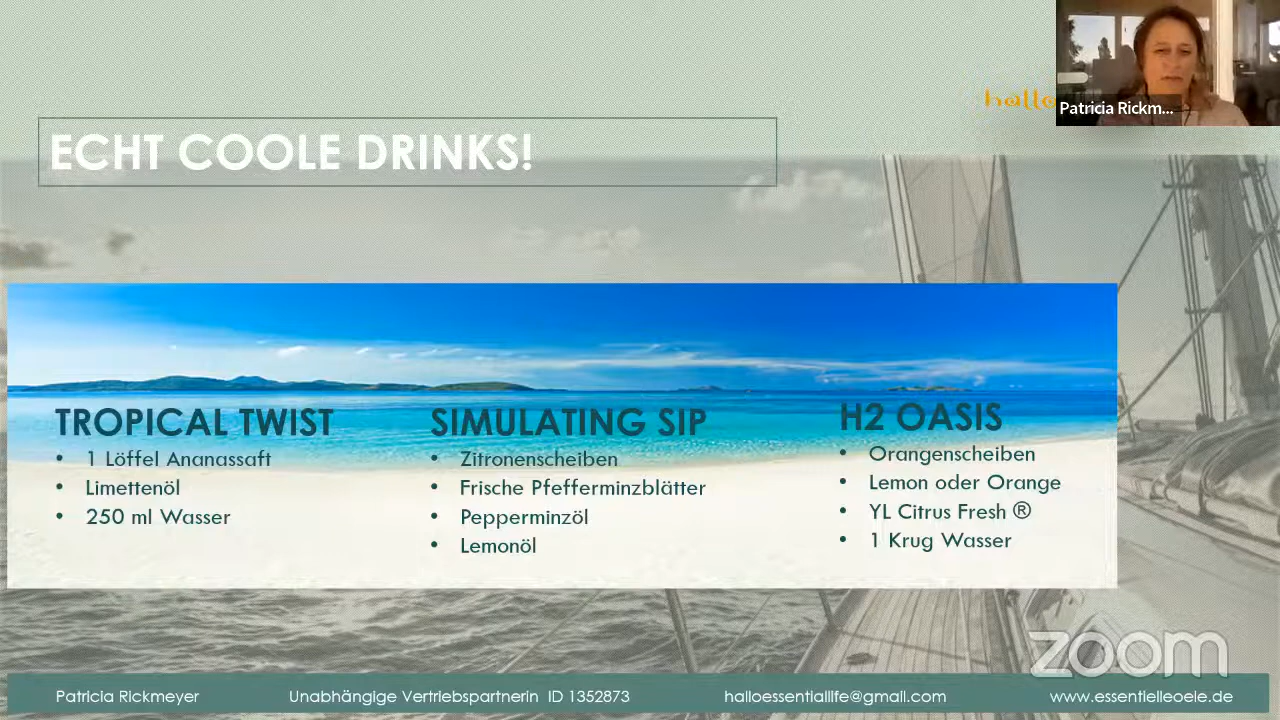 hallo
Patricia Rickm...
ECHT COOLE DRINKS!
TROPICAL TWIST
• 1 Löffel Ananassaft
• Limettenöl
• 250 ml Wasser
SIMULATING SIP
• Zitronenscheiben
• Frische Pfefferminzblätter
• Pepperminzöl
• Lemonöl
H2 OASIS
• Orangenscheiben
• Lemon oder Orange
• YL Citrus Fresh ®
• 1 Krug Wasser
zoom
Patricia Rickmeyer Unabhängige Vertriebspartnerin ID 1352873 halloessentiallife@gmail.com www.essentielleoele.de